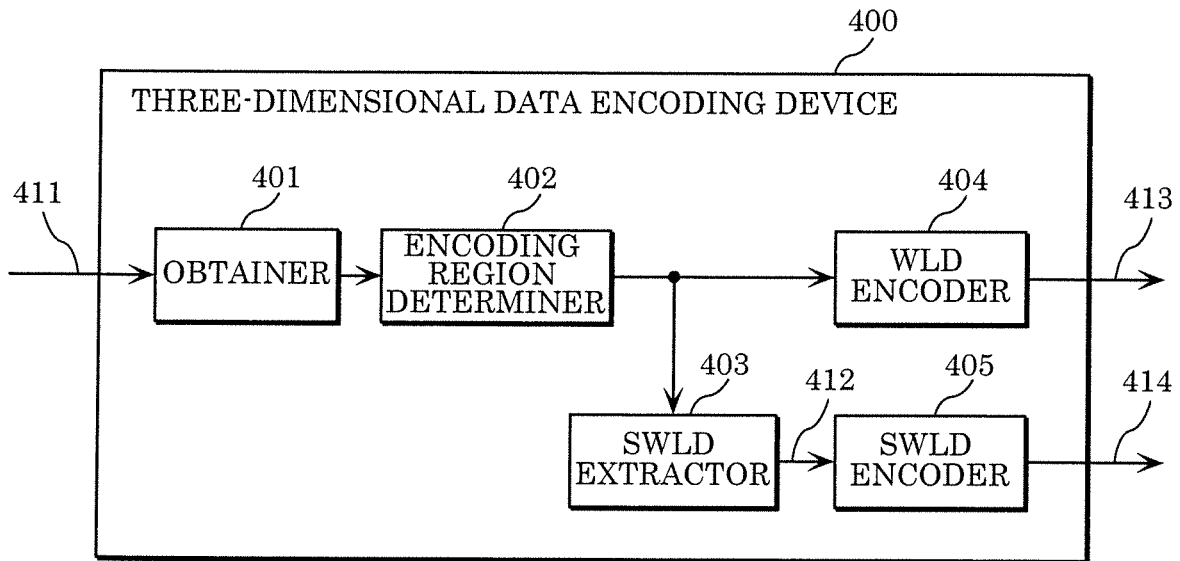 400
THREE-DIMENSIONAL DATA ENCODING DEVICE
411
401
402
404
413
OBTAINER
ENCODING
REGION
DETERMINER
WLD
ENCODER
403
412
405
414
SWLD
EXTRACTOR
SWLD
ENCODER